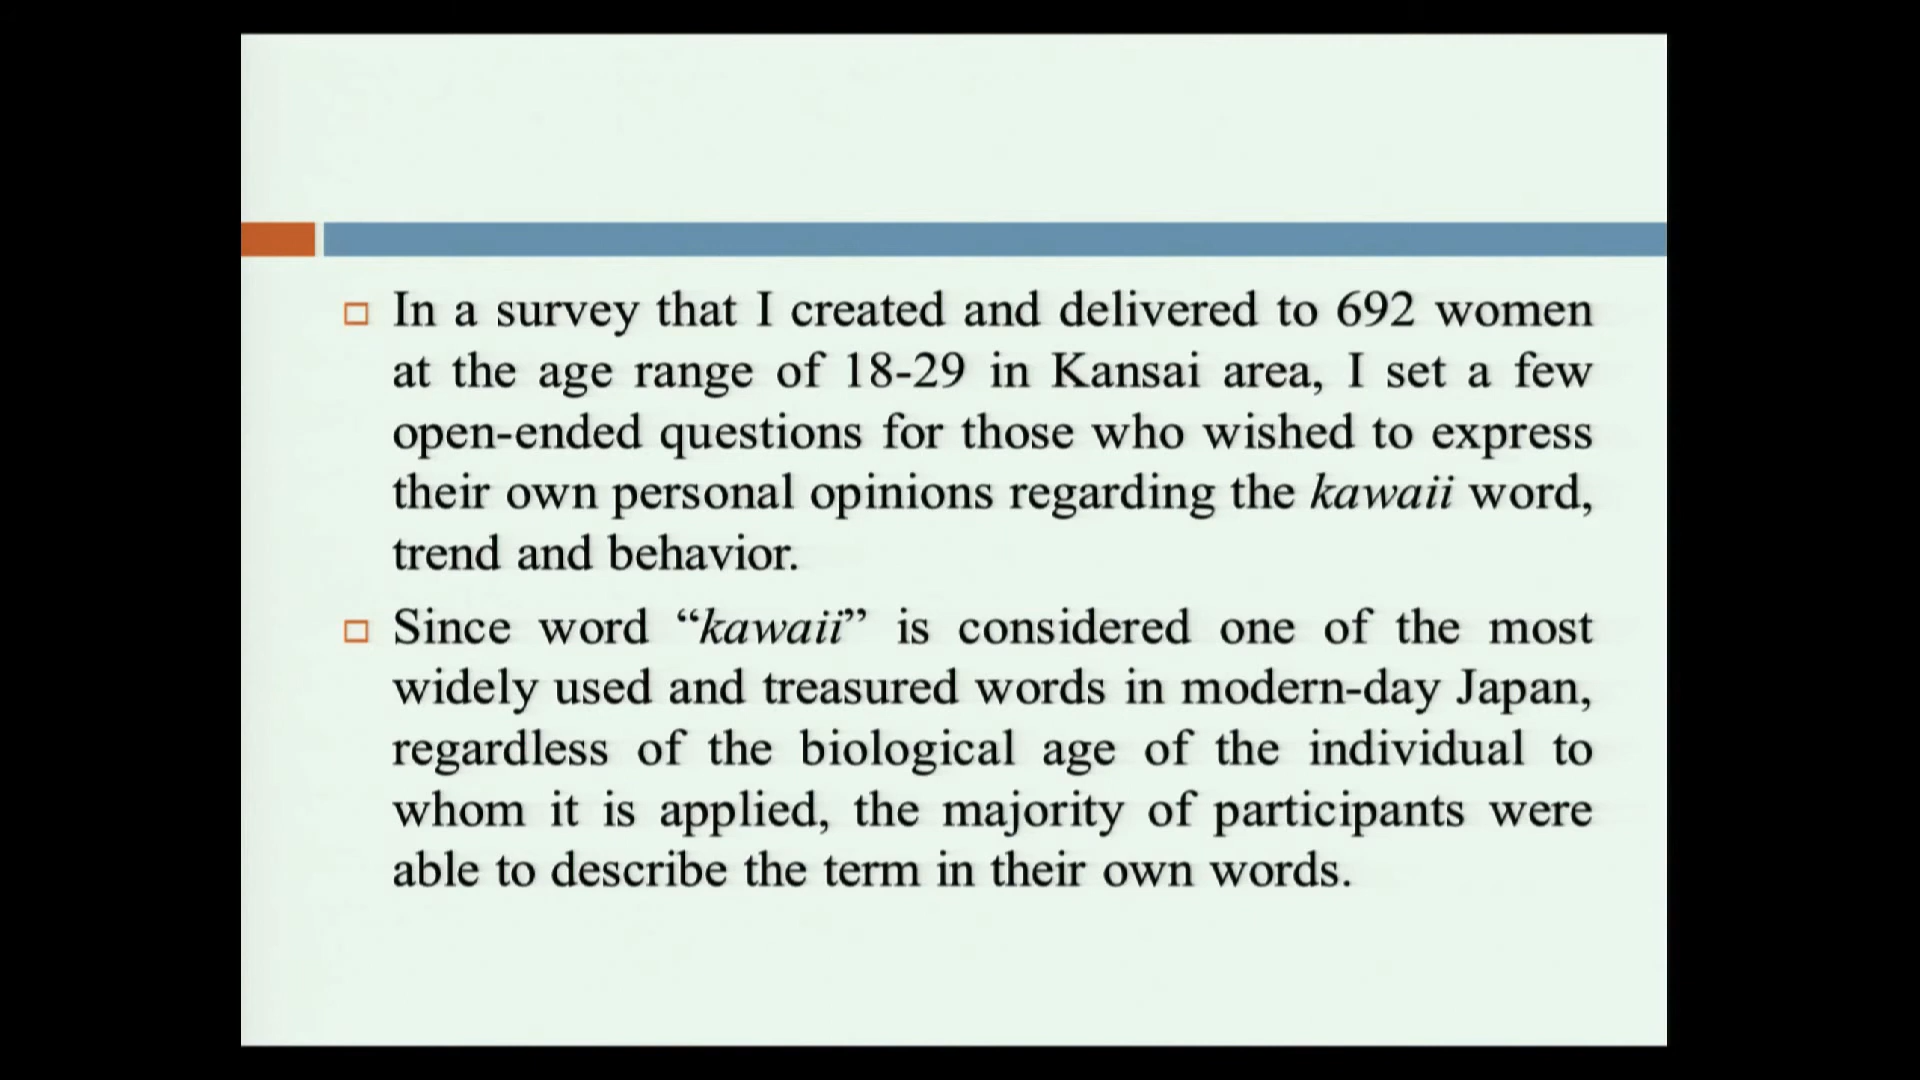 In a survey that I created and delivered to 692 women
at the age range of 18-29 in Kansai area, I set a few
open-ended questions for those who wished to express
their own personal opinions regarding the kawaii word,
trend and behavior.
Since word “kawaii” is considered one of the most
widely used and treasured words in modern-day Japan,
regardless of the biological age of the individual to
whom it is applied, the majority of participants were
able to describe the term in their own words.